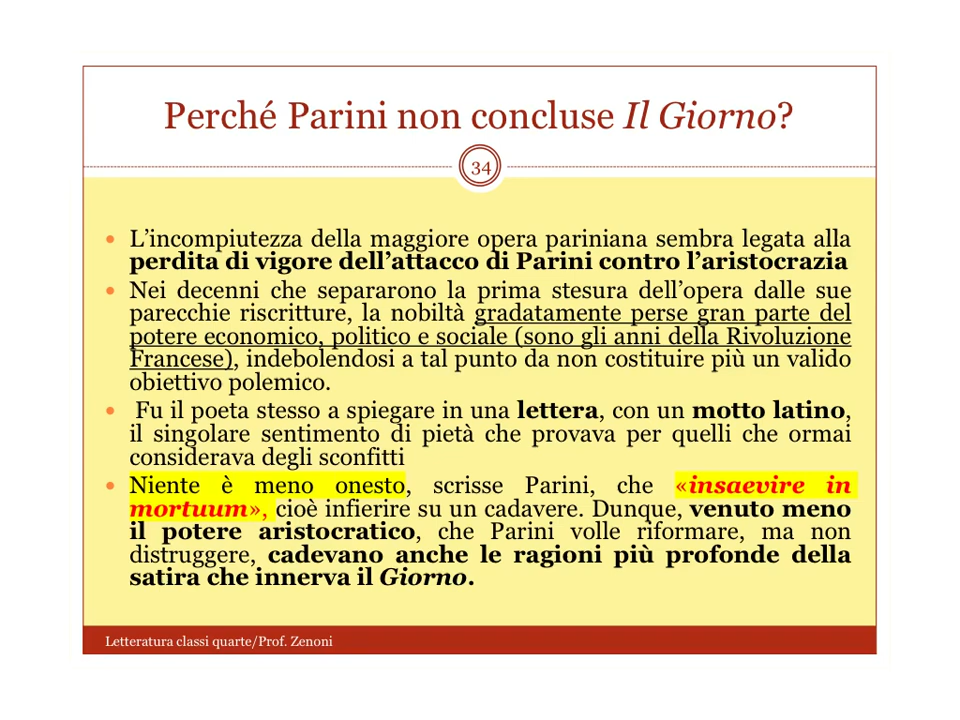 Perché Parini non concluse Il Giorno?
34
• L'incompiutezza della maggiore opera pariniana sembra legata alla
perdita di vigore dell'attacco di Parini contro l'aristocrazia
• Nei decenni che separarono la prima stesura dell'opera dalle sue
parecchie riscritture, la nobiltà gradatamente perse gran parte del
potere economico, politico e sociale (sono gli anni della Rivoluzione
Francese), indebolendosi a tal punto da non costituire più un valido
obiettivo polemico.
• Fu il poeta stesso a spiegare in una lettera, con un motto latino,
il singolare sentimento di pietà che provava per quelli che ormai
considerava degli sconfitti
• Niente è meno onesto, scrisse Parini, che «insaevire in
mortuum», cioè infierire su un cadavere. Dunque, venuto meno
il potere aristocratico, che Parini volle riformare, ma non
distruggere, cadevano anche le ragioni più profonde della
satira che innerva il Giorno.
Letteratura classi quarte/Prof. Zenoni